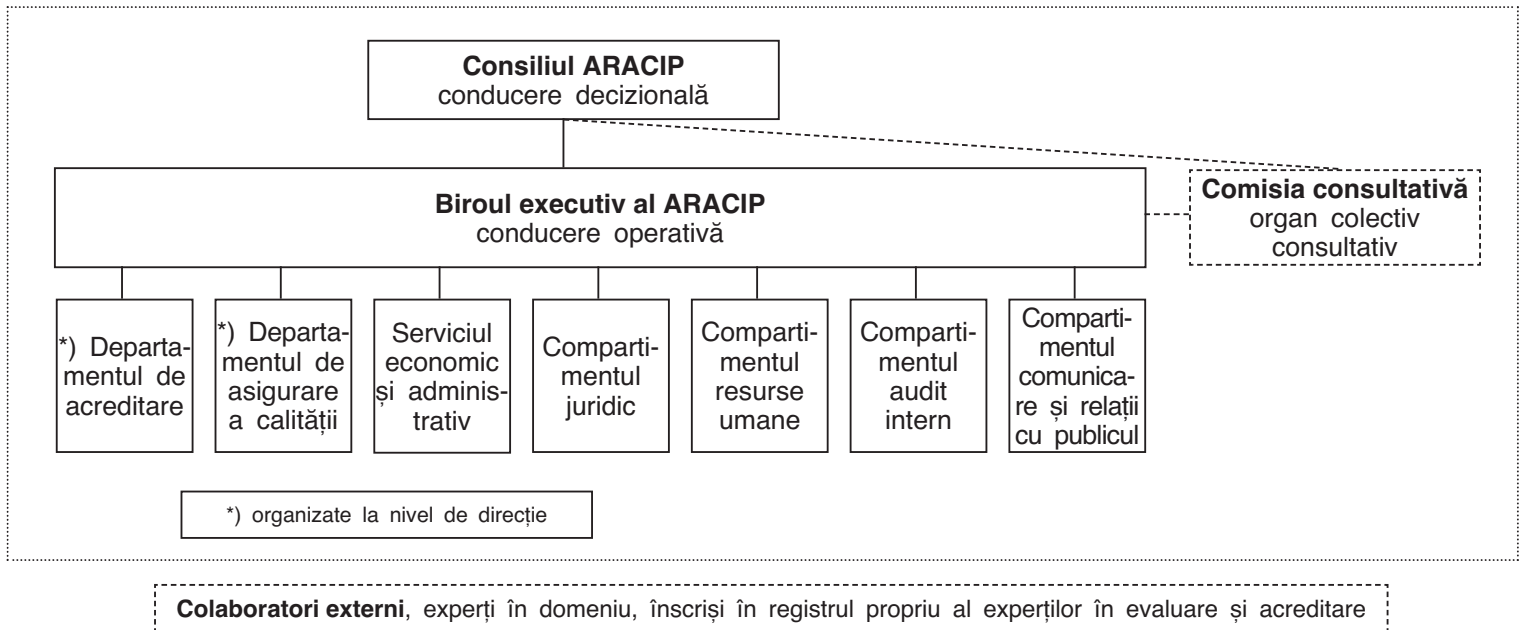 Consiliul ARACIP
conducere decizională
Biroul executiv al ARACIP
conducere operativă
Comisia consultativă
organ colectiv
consultativ
*) Departa-
mentul de
acreditare
*) Departa-
mentul de
asigurare
a calității
Serviciul
economic
și adminis-
trativ
Comparti-
mentul
juridic
Comparti-
mentul
resurse
umane
Comparti-
mentul
audit
intern
Comparti-
mentul
comunica-
re și relații
cu publicul
*) organizate la nivel de direcție
Colaboratori externi, experți în domeniu, înscriși în registrul propriu al experților în evaluare și acreditare